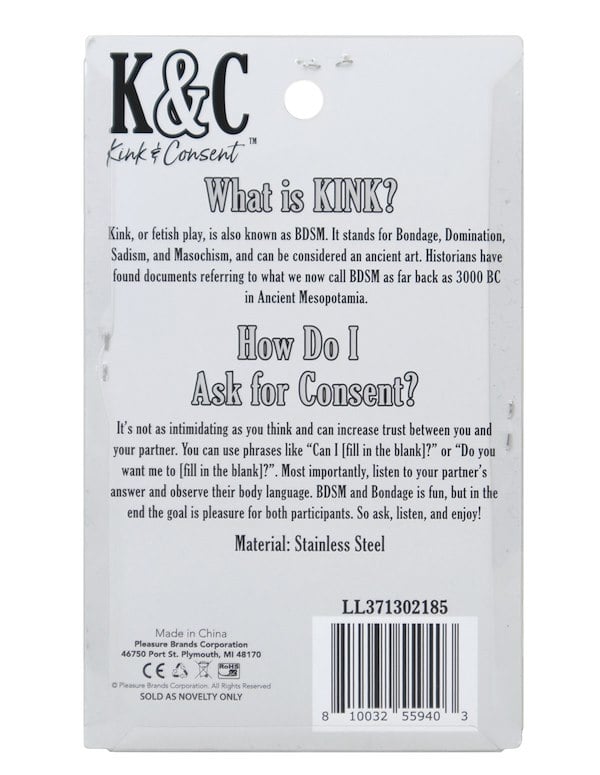 K&C
Kink & Consent ™
What is KINK?
Kink, or fetish play, is also known as BDSM. It stands for Bondage, Domination,
Sadism, and Masochism, and can be considered an ancient art. Historians have
found documents referring to what we now call BDSM as far back as 3000 BC
in Ancient Mesopotamia.
How Do I
Ask for Consent?
It's not as intimidating as you think and can increase trust between you and
your partner. You can use phrases like “Can I [fill in the blank]?” or “Do you
want me to [fill in the blank]?”. Most importantly, listen to your partner's
answer and observe their body language. BDSM and Bondage is fun, but in the
end the goal is pleasure for both participants. So ask, listen, and enjoy!
Material: Stainless Steel
LL371302185
Made in China
Pleasure Brands Corporation
46750 Port St. Plymouth, MI 48170
CE RoHS
© Pleasure Brands Corporation. All Rights Reserved
SOLD AS NOVELTY ONLY
8 10032 55940 3